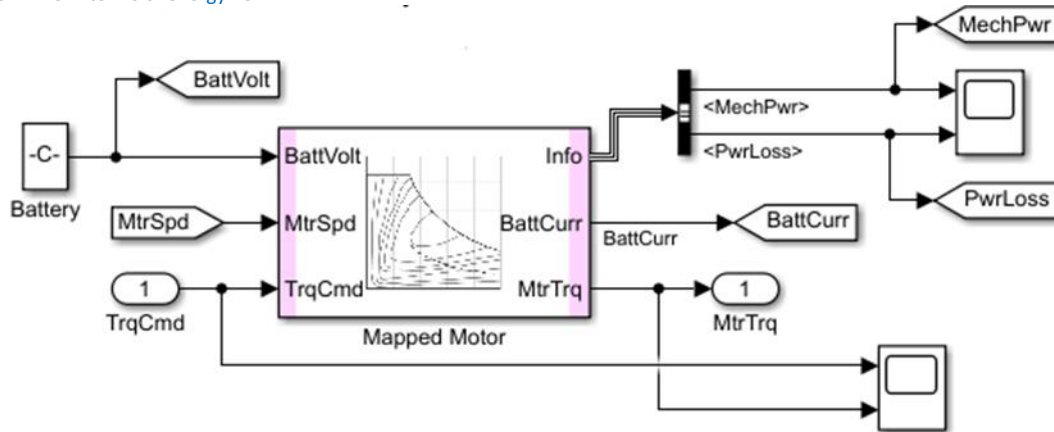 MechPwr
BattVolt
<MechPwr>
-C-
BattVolt
Info
<PwrLoss>
Battery
PwrLoss
MtrSpd
MtrSpd
BattCurr
BattCurr
BattCurr
1
TrqCmd
MtrTrq
1
TrqCmd
MtrTrq
Mapped Motor